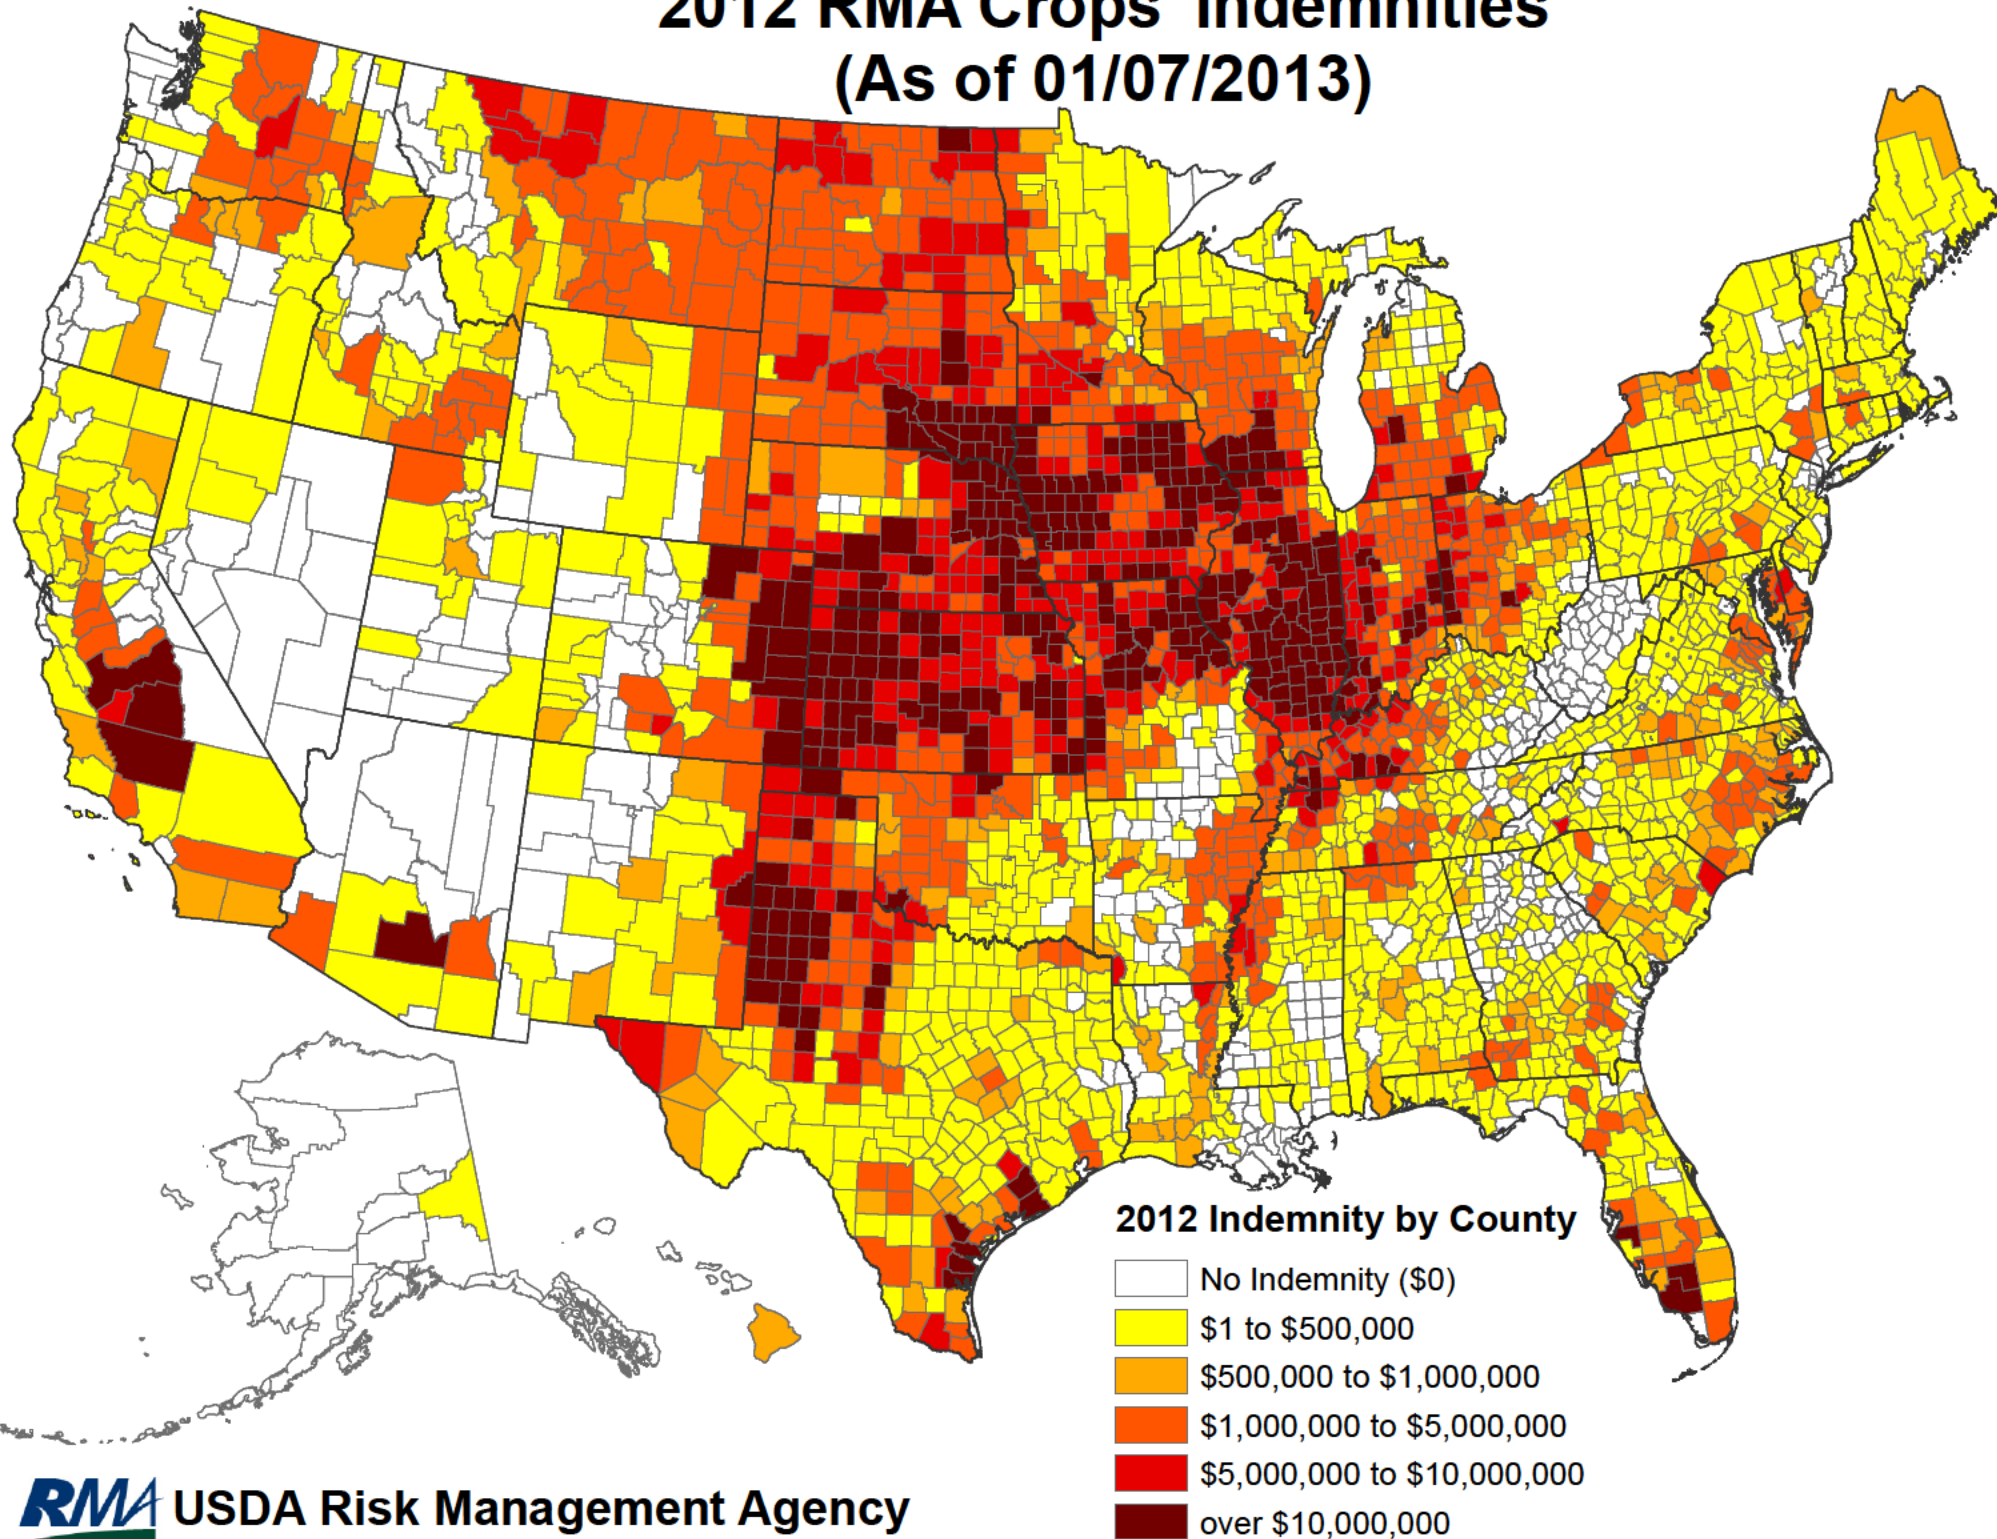 2012 RMA Crops' Indemnities
(As of 01/07/2013)
2012 Indemnity by County
No Indemnity ($0)
$1 to $500,000
$500,000 to $1,000,000
$1,000,000 to $5,000,000
$5,000,000 to $10,000,000
over $10,000,000
RMA USDA Risk Management Agency